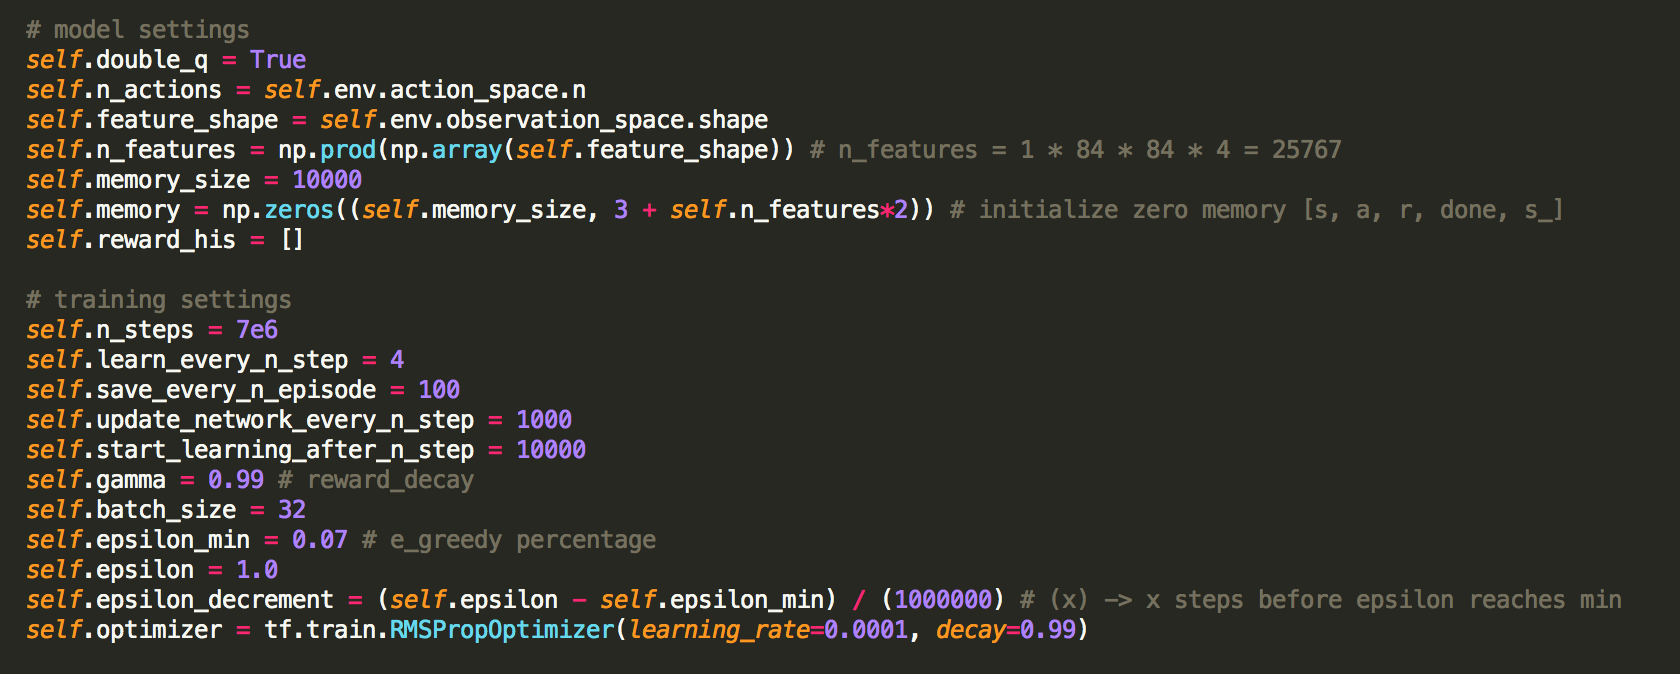 # model settings
self.double_q = True
self.n_actions = self.env.action_space.n
self.feature_shape = self.env.observation_space.shape
self.n_features = np.prod(np.array(self.feature_shape)) # n_features = 1 * 84 * 84 * 4 = 25767
self.memory_size = 10000
self.memory = np.zeros((self.memory_size, 3 + self.n_features*2)) # initialize zero memory [s, a, r, done, s_]
self.reward_his = []
# training settings
self.n_steps = 7e6
self.learn_every_n_step = 4
self.save_every_n_episode = 100
self.update_network_every_n_step = 1000
self.start_learning_after_n_step = 10000
self.gamma = 0.99 # reward_decay
self.batch_size = 32
self.epsilon_min = 0.07 # e_greedy percentage
self.epsilon = 1.0
self.epsilon_decrement = (self.epsilon - self.epsilon_min) / (1000000) # (x) -> x steps before epsilon reaches min
self.optimizer = tf.train.RMSPropOptimizer(learning_rate=0.0001, decay=0.99)